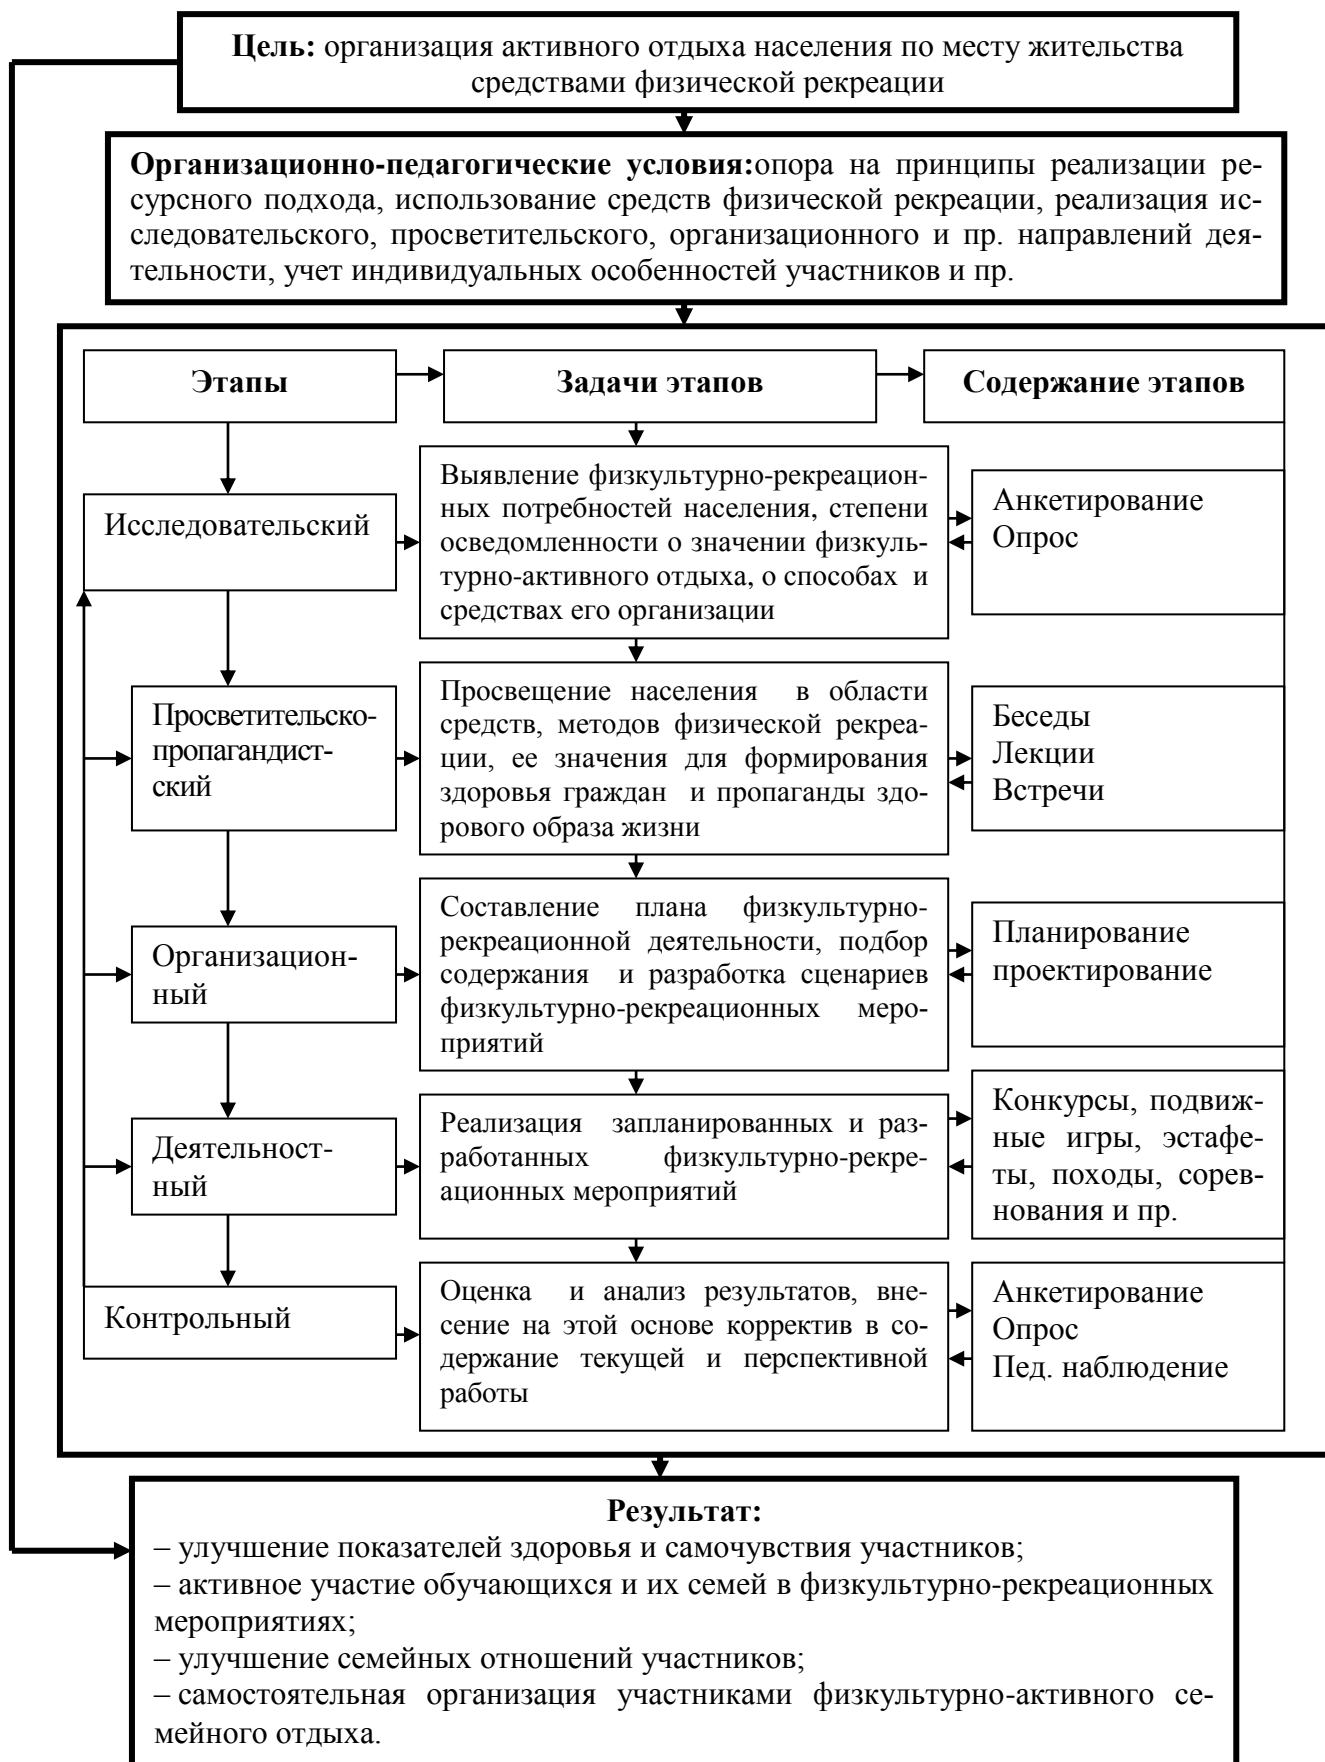 Цель: организация активного отдыха населения по месту жительства
средствами физической рекреации
Организационно-педагогические условия:опора на принципы реализации ре-
сурсного подхода, использование средств физической рекреации, реализация ис-
следовательского, просветительского, организационного и пр. направлений дея-
тельности, учет индивидуальных особенностей участников и пр.
Этапы
Задачи этапов
Содержание этапов
Исследовательский
Выявление физкультурно-рекреацион-
ных потребностей населения, степени
осведомленности о значении физкуль-
турно-активного отдыха, о способах и
средствах его организации
Анкетирование
Опрос
Просветительско-
пропагандист-
ский
Просвещение населения в области
средств, методов физической рекреа-
ции, ее значения для формирования
здоровья граждан и пропаганды здо-
рового образа жизни
Беседы
Лекции
Встречи
Организацион-
ный
Составление плана физкультурно-
рекреационной деятельности, подбор
содержания и разработка сценариев
физкультурно-рекреационных меро-
приятий
Планирование
проектирование
Деятельност-
ный
Реализация запланированных и раз-
работанных физкультурно-рекре-
ационных мероприятий
Конкурсы, подвиж-
ные игры, эстафе-
ты, походы, сорев-
нования и пр.
Контрольный
Оценка и анализ результатов, вне-
сение на этой основе корректив в со-
держание текущей и перспективной
работы
Анкетирование
Опрос
Пед. наблюдение
Результат:
– улучшение показателей здоровья и самочувствия участников;
– активное участие обучающихся и их семей в физкультурно-рекреационных
мероприятиях;
– улучшение семейных отношений участников;
– самостоятельная организация участниками физкультурно-активного се-
мейного отдыха.